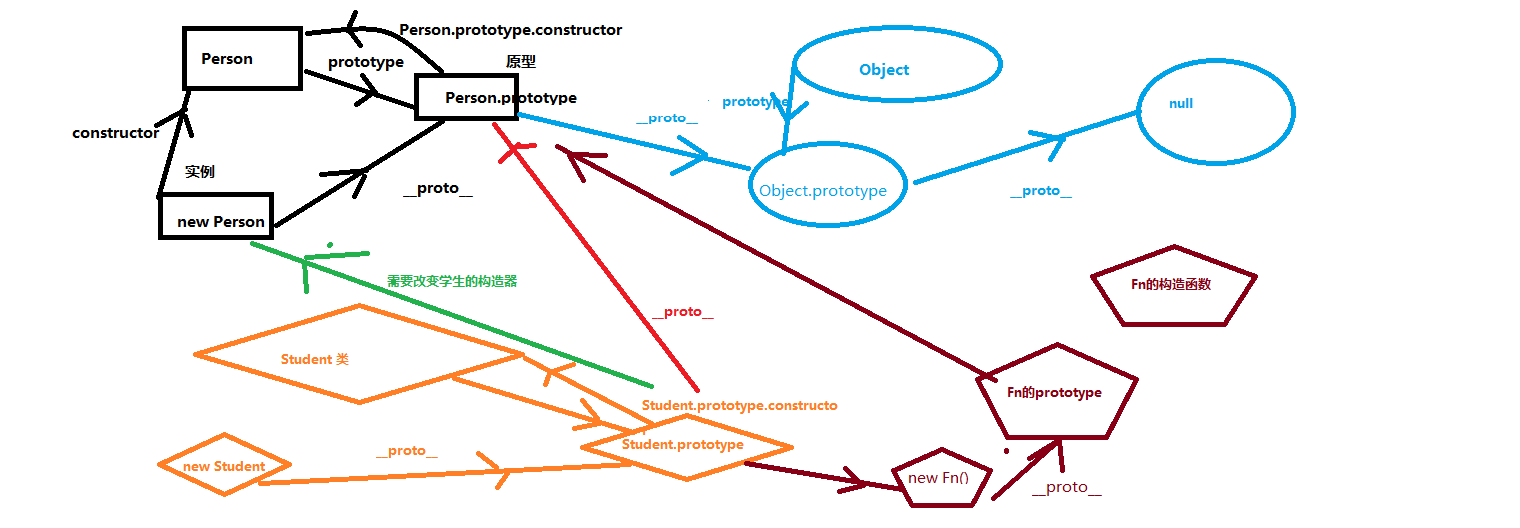 Person.prototype.constructor
Person
prototype
原型
Person.prototype
constructor
实例
new Person
__proto__
__proto__
prototype
Object
null
Object.prototype
__proto__
需要改变学生的构造器
Fn的构造函数
__proto__
Student 类
Student.prototype.constructo
Student.prototype
__proto__
new Student
Fn的prototype
new Fn()
__proto__